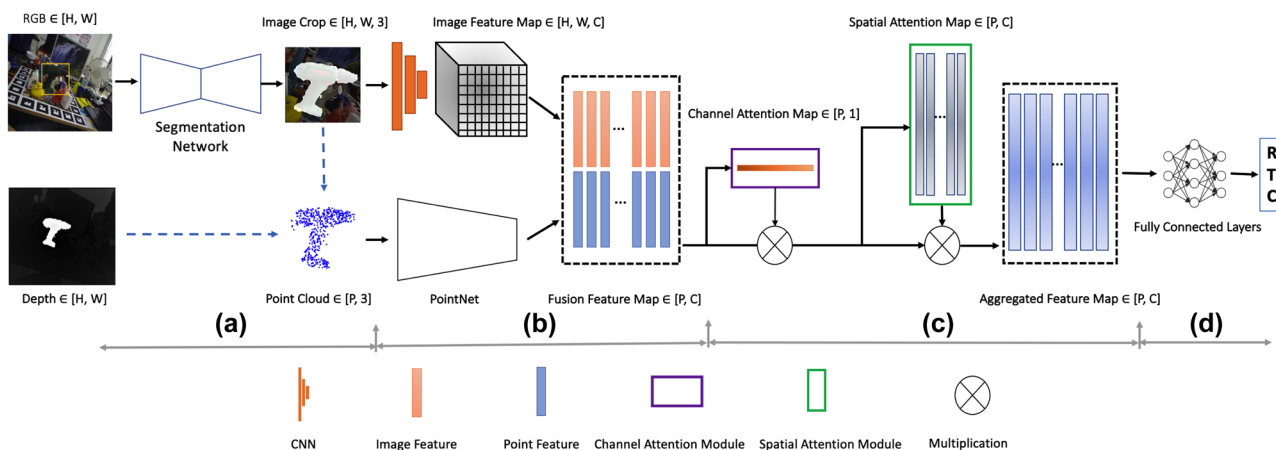 RGB ∈ [H, W]
Image Crop ∈ [H, W, 3]
Image Feature Map ∈ [H, W, C]
Spatial Attention Map ∈ [P, C]
Segmentation
Network
Channel Attention Map ∈ [P, 1]
...
...
...
...
R
T
C
Fully Connected Layers
Depth ∈ [H, W]
Point Cloud ∈ [P, 3]
PointNet
Fusion Feature Map ∈ [P, C]
Aggregated Feature Map ∈ [P, C]
(a)
(b)
(c)
(d)
CNN
Image Feature
Point Feature
Channel Attention Module
Spatial Attention Module
Multiplication